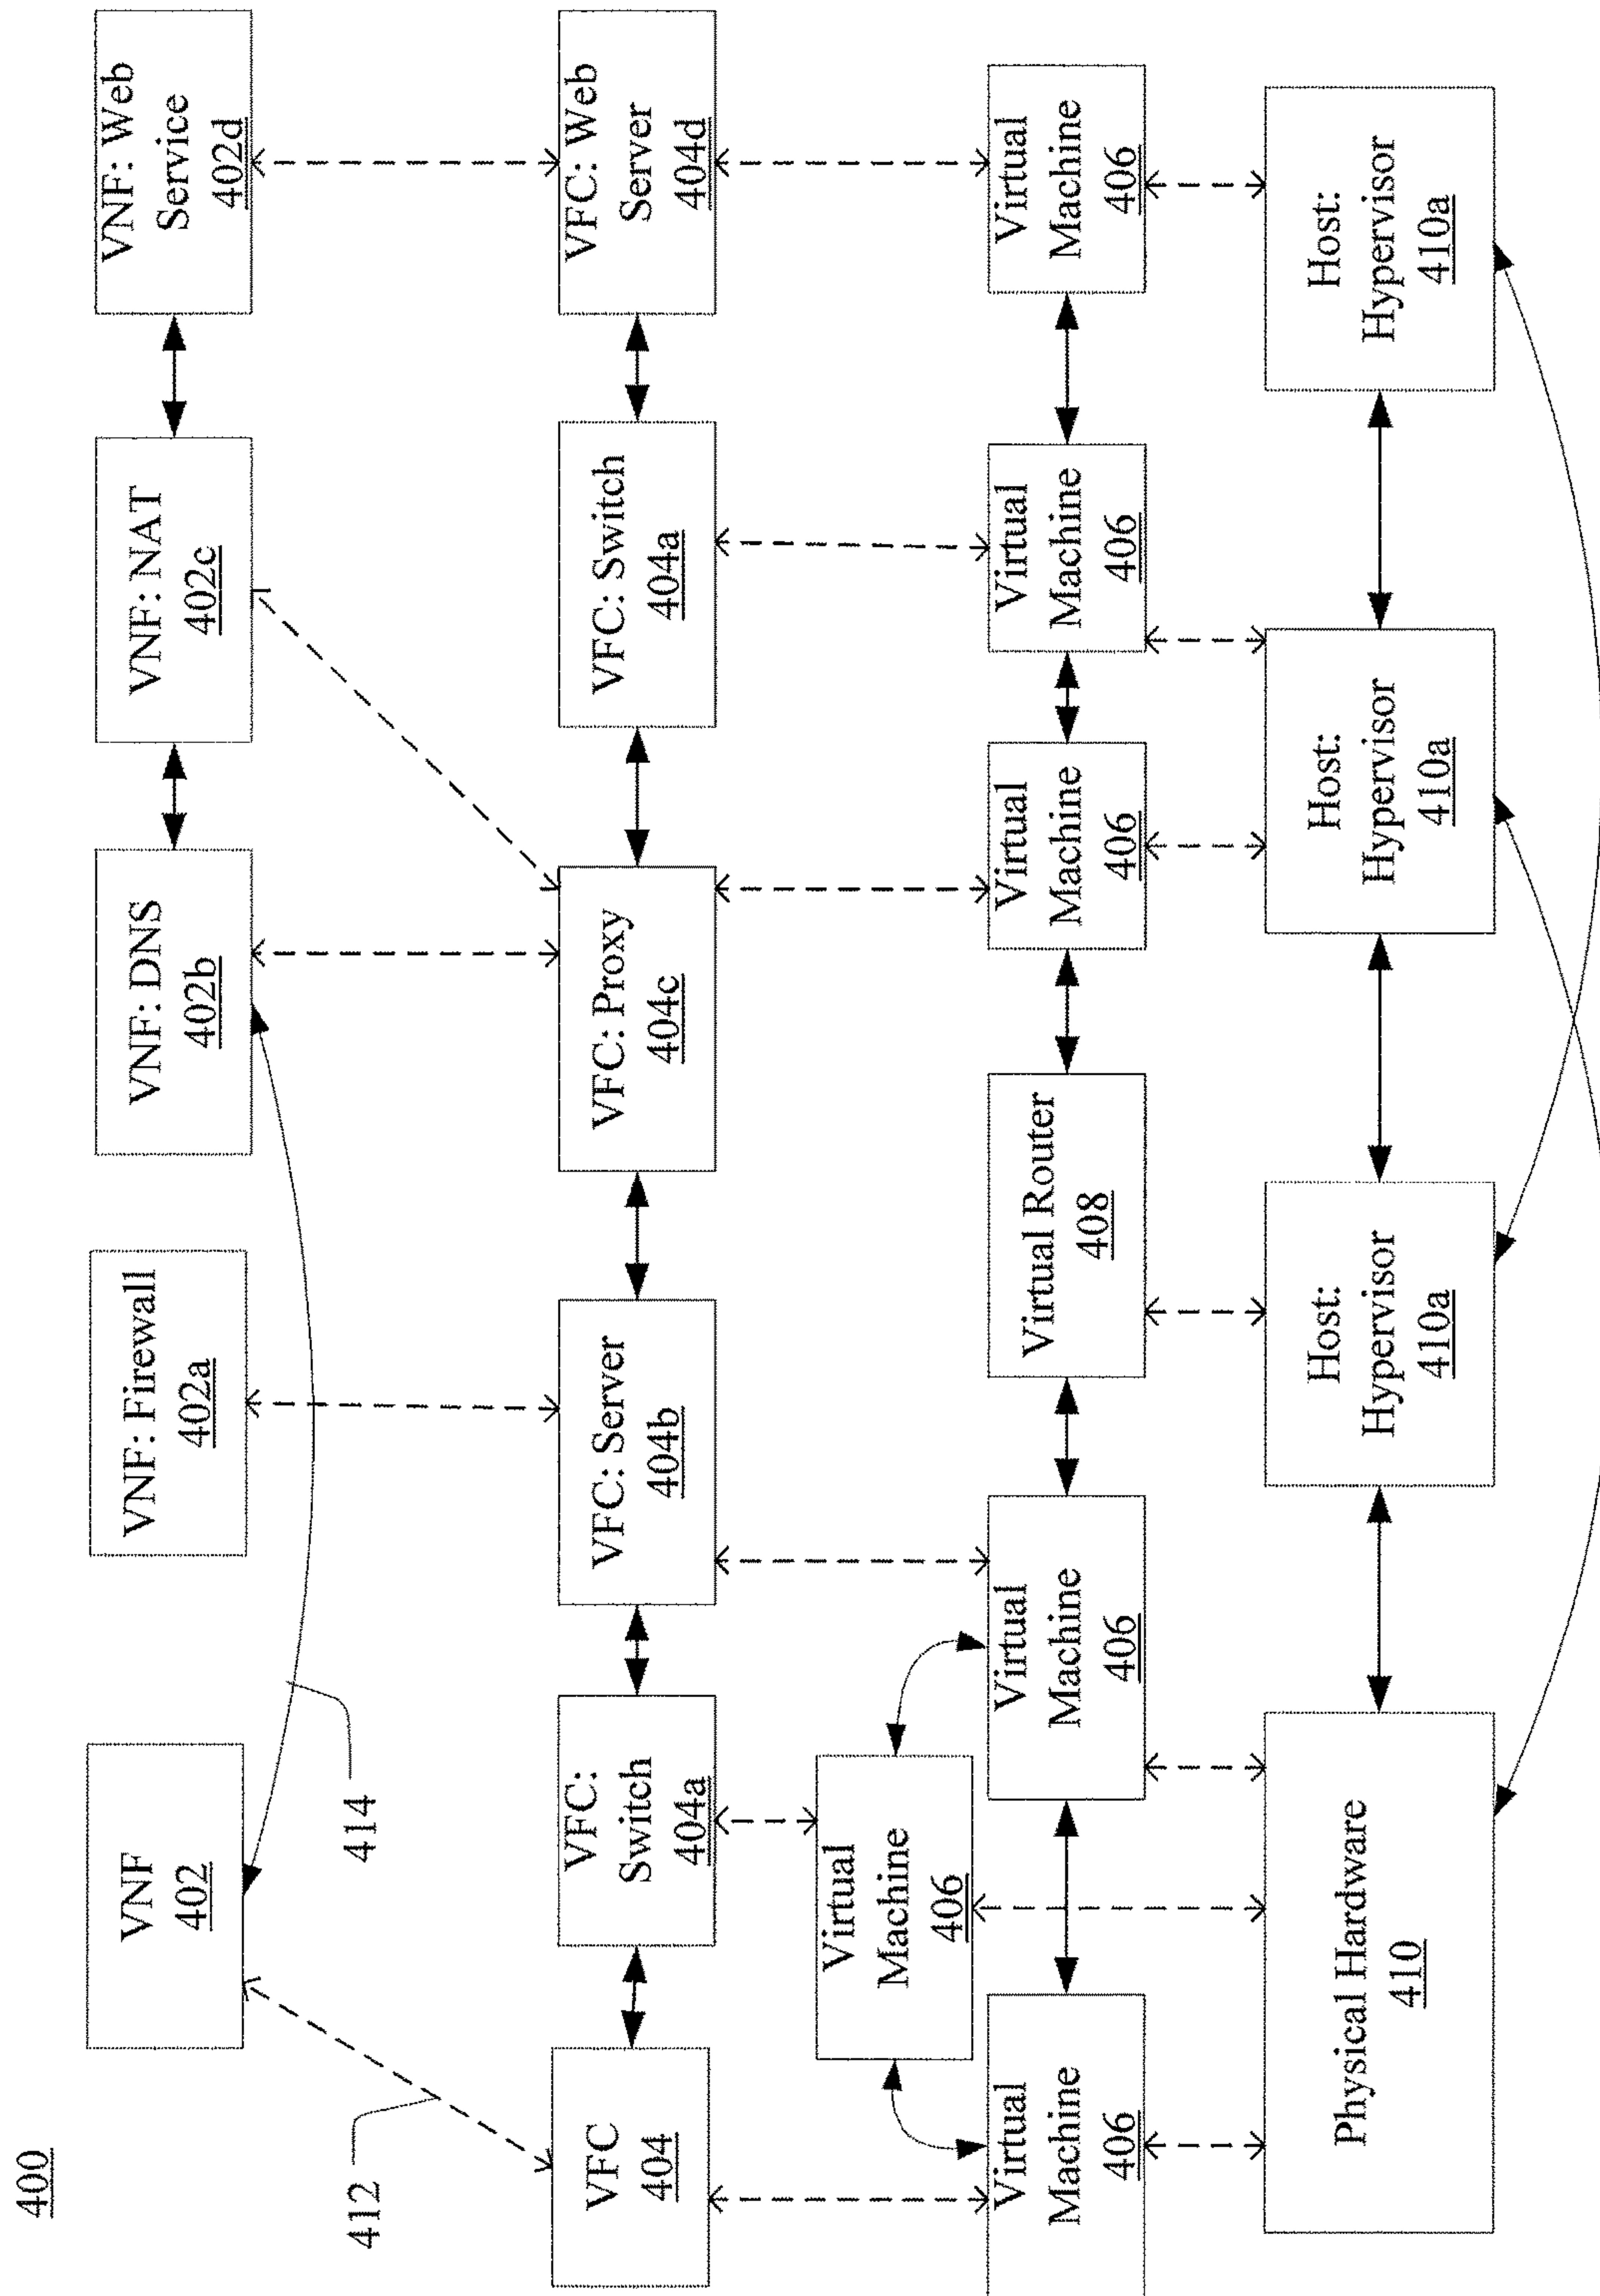 400
VNF
402
VNF: Firewall
402a
VNF: DNS
402b
VNF: NAT
402c
VNF: Web
Service
402d
412
414
VFC
404
VFC:
Switch
404a
VFC: Server
404b
VFC: Proxy
404c
VFC: Switch
404a
VFC: Web
Server
404d
Virtual
Machine
406
Virtual
Machine
406
Virtual
Machine
406
Virtual Router
408
Virtual
Machine
406
Virtual
Machine
406
Virtual
Machine
406
Physical Hardware
410
Host:
Hypervisor
410a
Host:
Hypervisor
410a
Host:
Hypervisor
410a